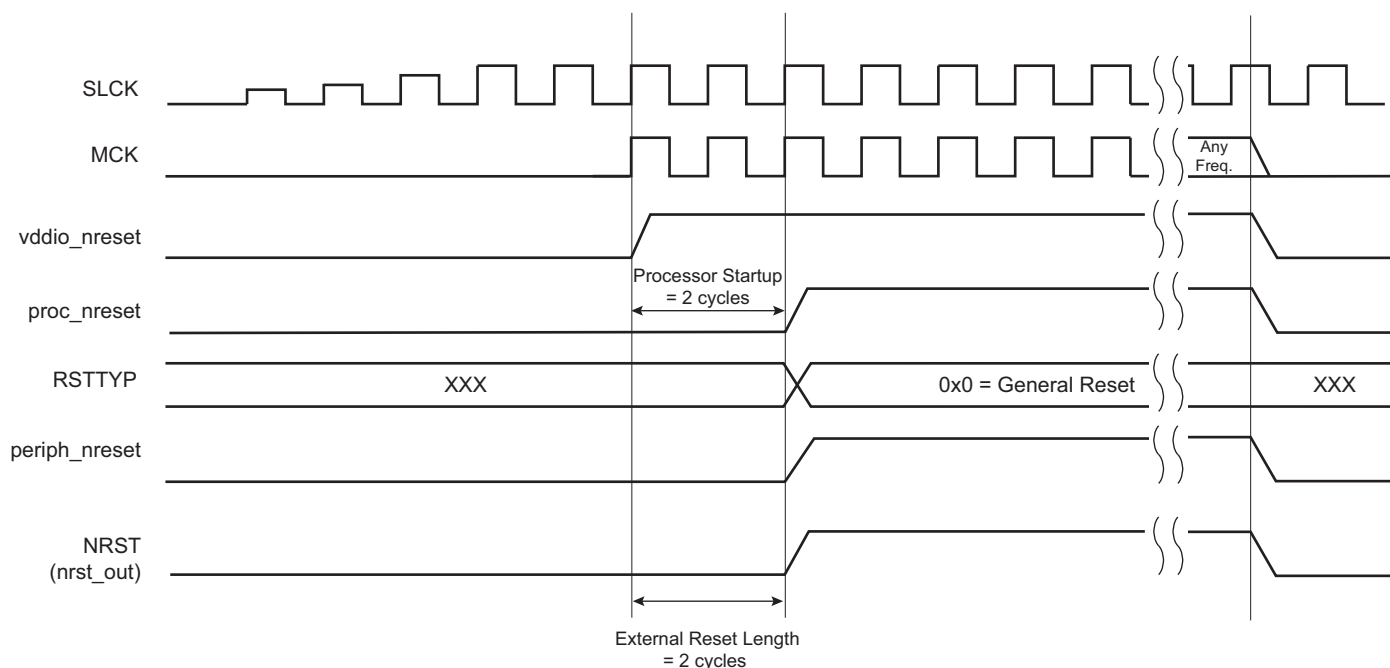 SLCK
MCK
Any
Freq.
vddio_nreset
Processor Startup
= 2 cycles
proc_nreset
RSTTYP
XXX
0x0 = General Reset
XXX
periph_nreset
NRST
(nrst_out)
External Reset Length
= 2 cycles